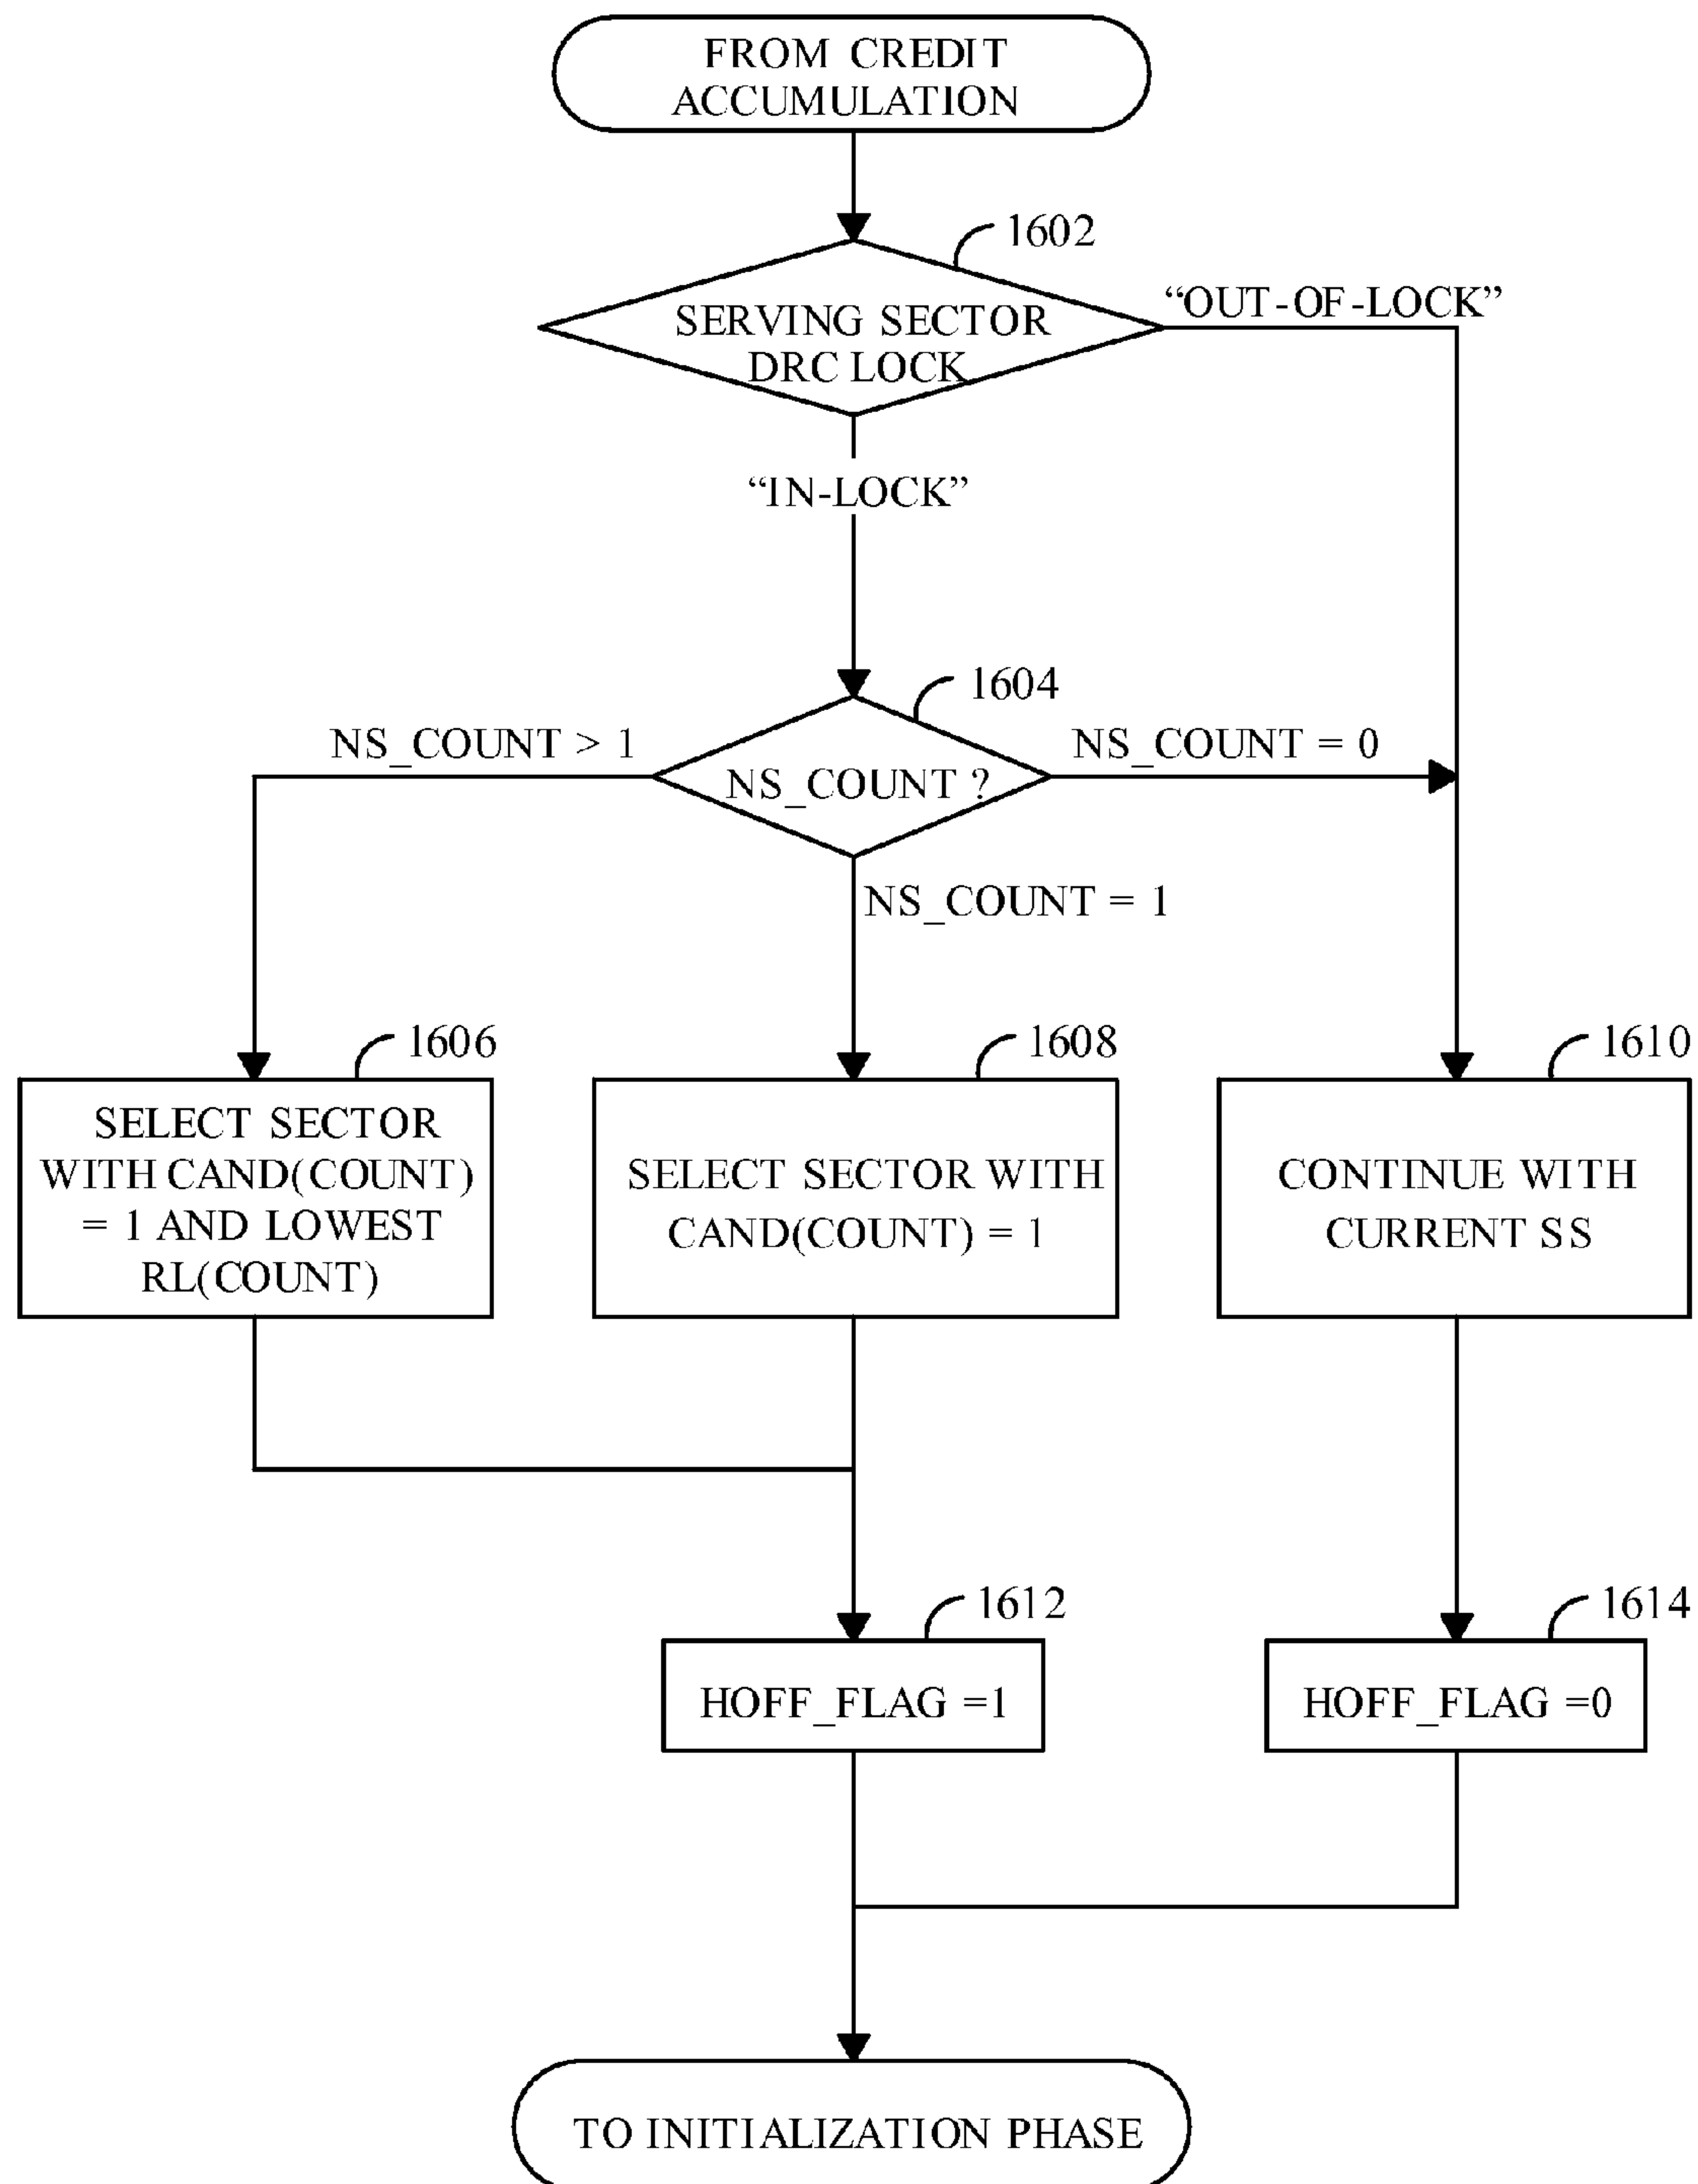 FROM CREDIT
ACCUMULATION
1602
SERVING SECTOR
DRC LOCK
“OUT-OF-LOCK”
“IN-LOCK”
1604
NS_COUNT > 1
NS_COUNT ?
NS_COUNT = 0
NS_COUNT = 1
1606
SELECT SECTOR
WITH CAND(COUNT)
= 1 AND LOWEST
RL(COUNT)
1608
SELECT SECTOR WITH
CAND(COUNT) = 1
1610
CONTINUE WITH
CURRENT SS
1612
HOFF_FLAG =1
1614
HOFF_FLAG =0
TO INITIALIZATION PHASE